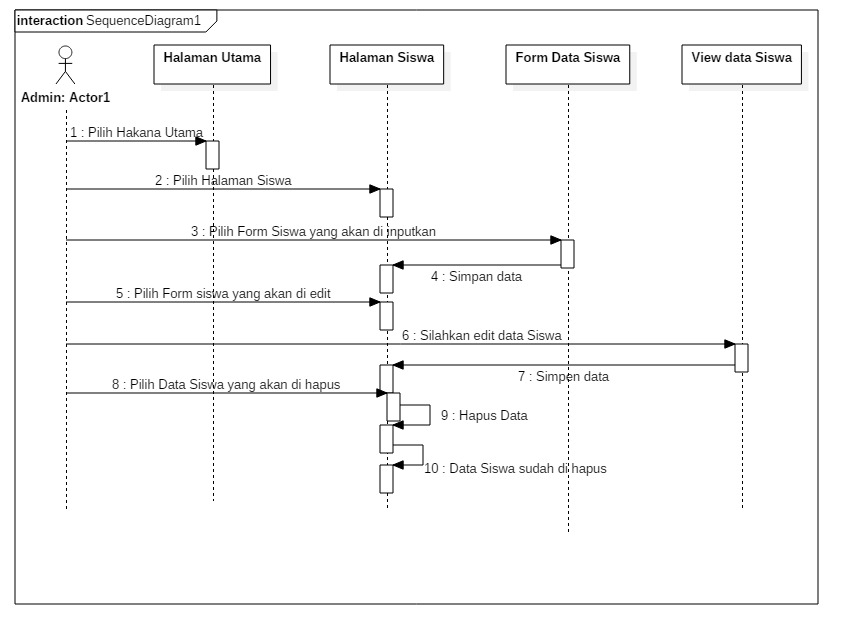 interaction SequenceDiagram1
Halaman Utama
Halaman Siswa
Form Data Siswa
View data Siswa
Admin: Actor1
1 : Pilih Hakana Utama
2 : Pilih Halaman Siswa
3 : Pilih Form Siswa yang akan di inputkan
4 : Simpan data
5 : Pilih Form siswa yang akan di edit
6 : Silahkan edit data Siswa
7 : Simpen data
8 : Pilih Data Siswa yang akan di hapus
9 : Hapus Data
10 : Data Siswa sudah di hapus